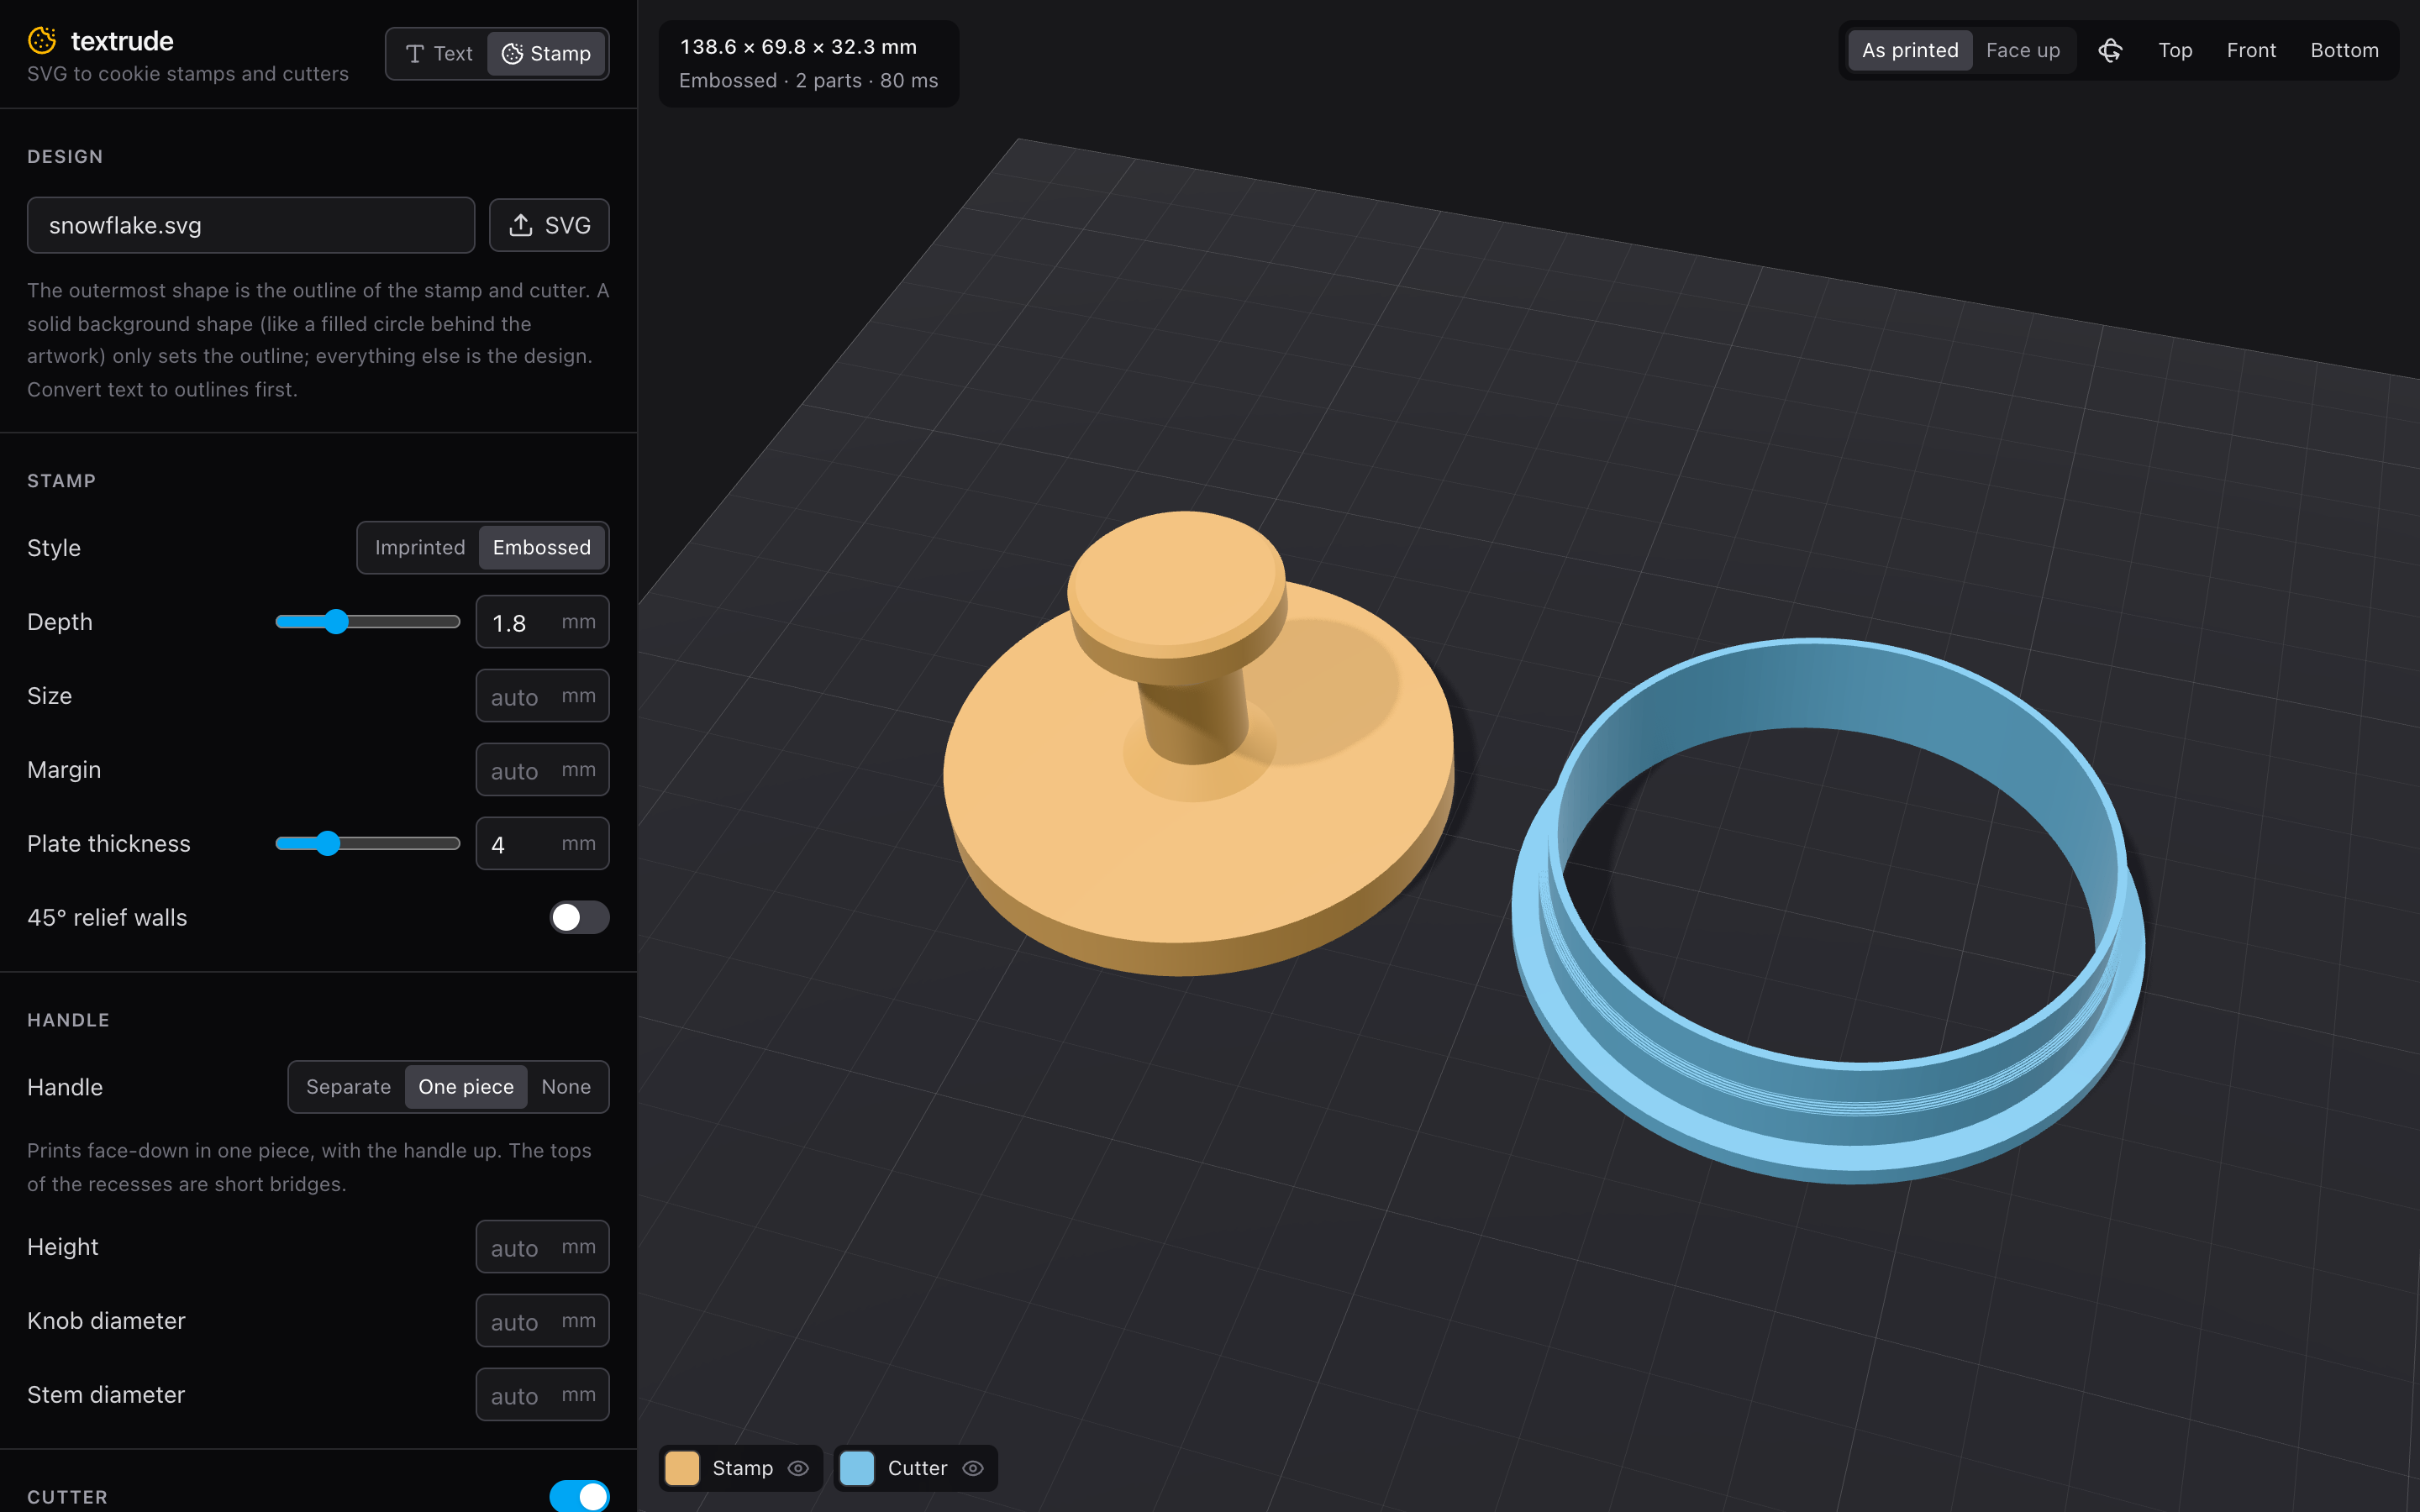 textrude
SVG to cookie stamps and cutters
Text
Stamp
DESIGN
snowflake.svg
SVG
The outermost shape is the outline of the stamp and cutter. A
solid background shape (like a filled circle behind the
artwork) only sets the outline; everything else is the design.
Convert text to outlines first.
STAMP
Style
Imprinted
Embossed
Depth
1.8 mm
Size
auto mm
Margin
auto mm
Plate thickness
4 mm
45° relief walls
HANDLE
Handle
Separate
One piece
None
Prints face-down in one piece, with the handle up. The tops
of the recesses are short bridges.
Height
auto mm
Knob diameter
auto mm
Stem diameter
auto mm
CUTTER
138.6 × 69.8 × 32.3 mm
Embossed · 2 parts · 80 ms
As printed
Face up
Top
Front
Bottom
Stamp
Cutter